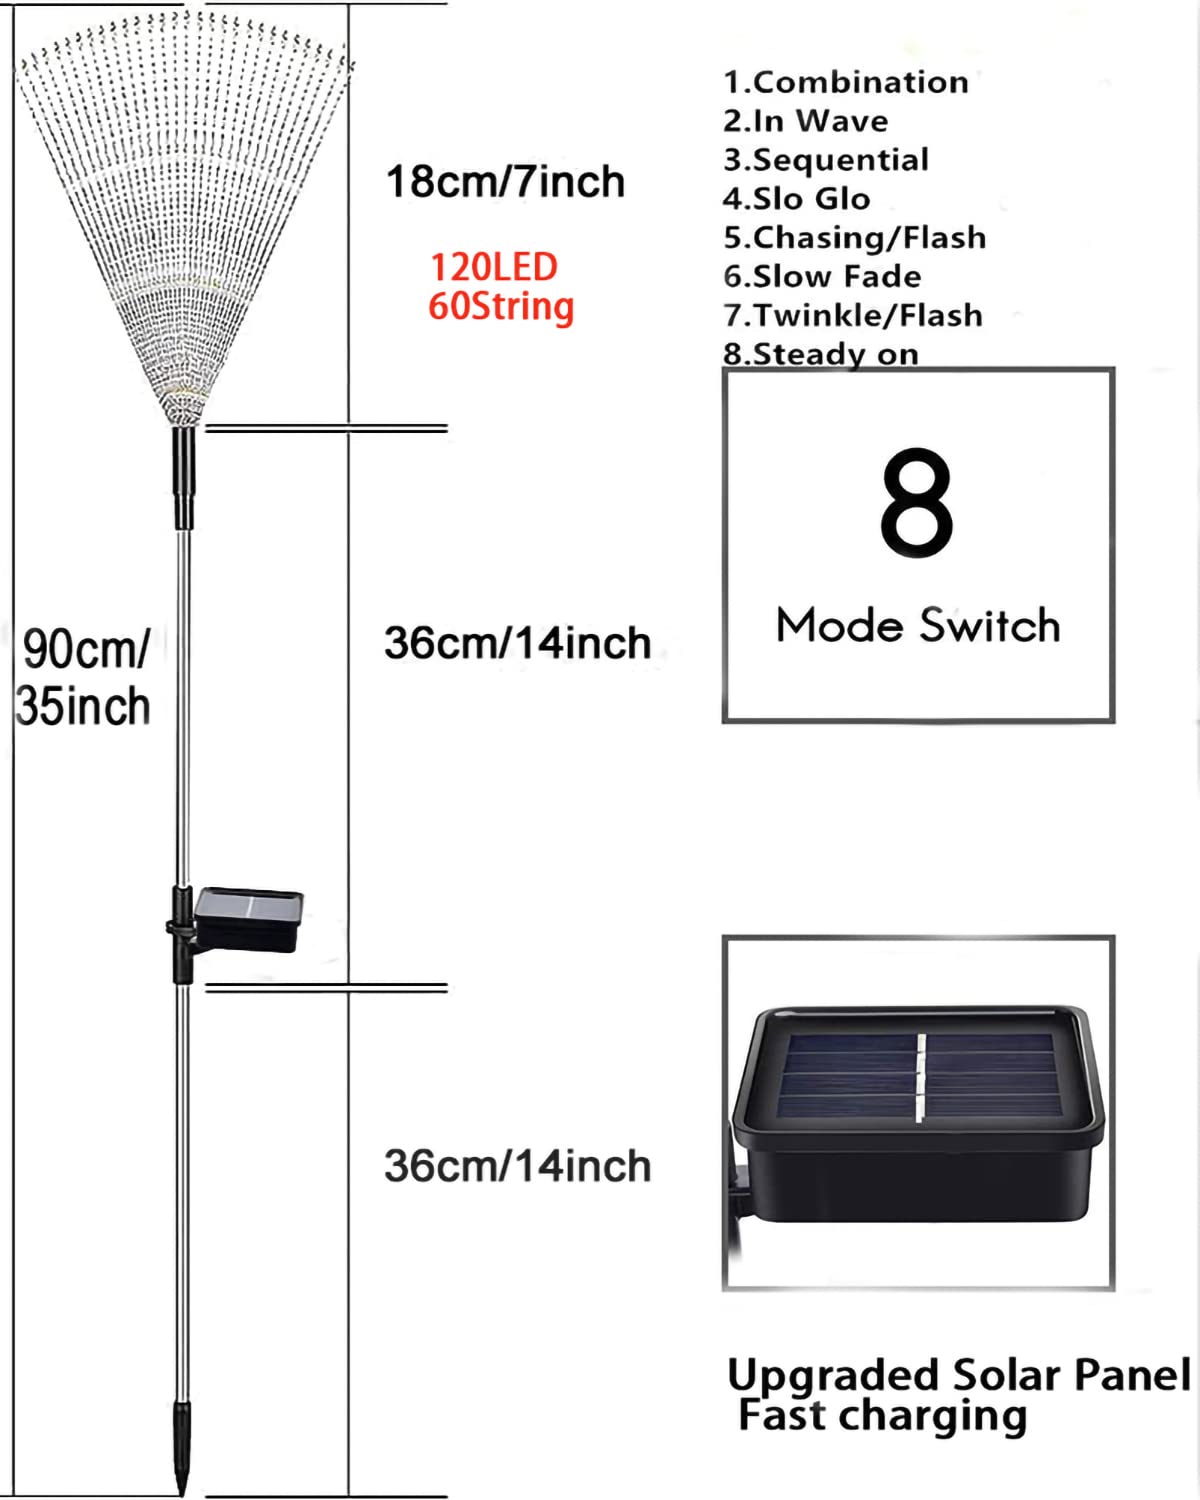 18cm/7inch
120LED
60String
90cm/
35inch
36cm/14inch
36cm/14inch
1.Combination
2.In Wave
3.Sequential
4.Slo Glo
5.Chasing/Flash
6.Slow Fade
7.Twinkle/Flash
8.Steady on
8
Mode Switch
Upgraded Solar Panel
Fast charging